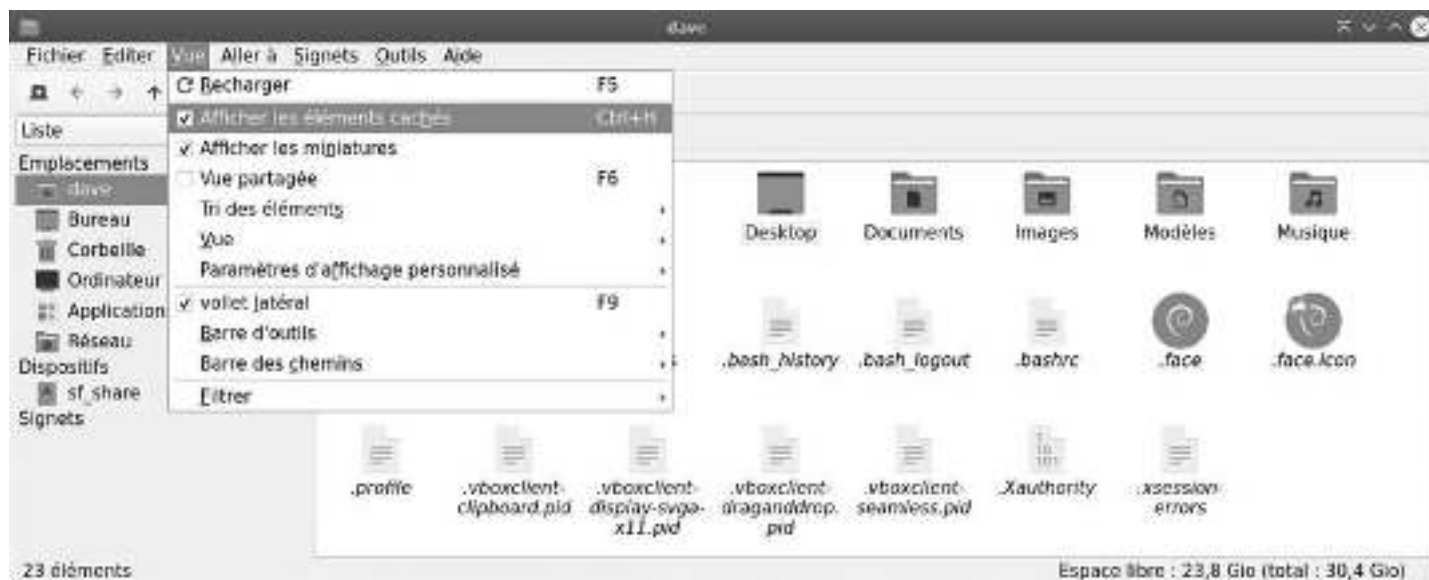 dave
Fichier Editer Vue Aller à Signets Outils Aide
Recharger F5
Afficher les éléments cachés Ctrl+H
Afficher les miniatures
Vue partagée F6
Tri des éléments
Vue
Paramètres d'affichage personnalisé
vollet latéral F9
Barre d'outils
Barre des chemins
Filtrer
Liste
Emplacements
dave
Bureau
Corbeille
Ordinateur
Application
Réseau
Dispositifs
sf_share
Signets
Desktop Documents Images Modèles Musique
.bash_history .bash_logout .bashrc .face .face.icon
.profile .vboxclient- .vboxclient- .vboxclient- .vboxclient- .Xauthority .xsession-
clipboard.pid display-svga- draganddrop. seamless.pid errors
x11.pid pid
23 éléments Espace libre : 23,8 Gio (total : 30,4 Gio)